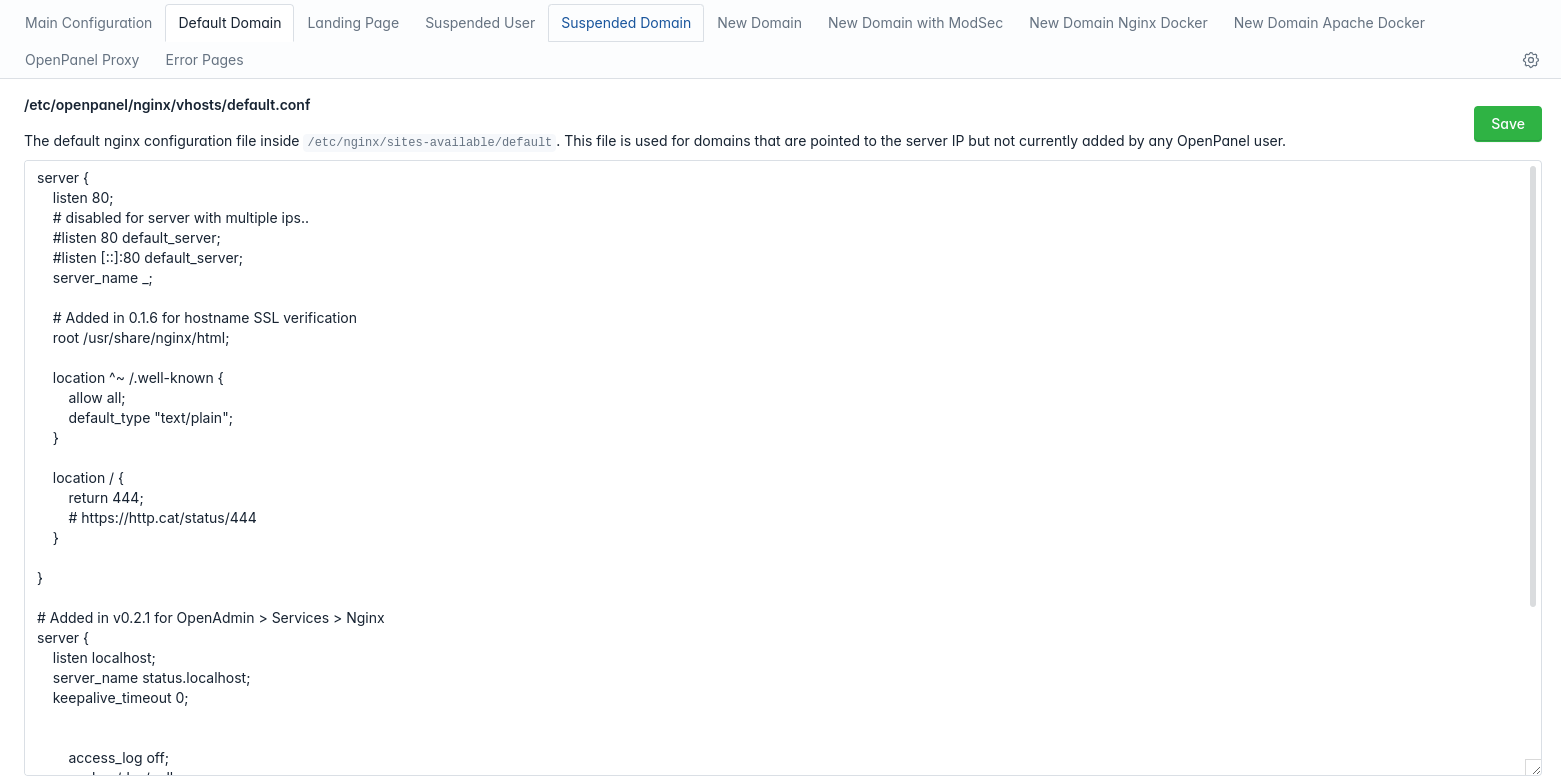 Main Configuration Default Domain Landing Page Suspended User Suspended Domain New Domain New Domain with ModSec New Domain Nginx Docker New Domain Apache Docker
OpenPanel Proxy Error Pages
/etc/openpanel/nginx/vhosts/default.conf
Save
The default nginx configuration file inside /etc/nginx/sites-available/default . This file is used for domains that are pointed to the server IP but not currently added by any OpenPanel user.
server {
    listen 80;
    # disabled for server with multiple ips..
    #listen 80 default_server;
    #listen [::]:80 default_server;
    server_name _;
    # Added in 0.1.6 for hostname SSL verification
    root /usr/share/nginx/html;
    location ^~ /.well-known {
        allow all;
        default_type "text/plain";
    }
    location / {
        return 444;
        # https://http.cat/status/444
    }
}
# Added in v0.2.1 for OpenAdmin > Services > Nginx
server {
    listen localhost;
    server_name status.localhost;
    keepalive_timeout 0;
        access_log off;